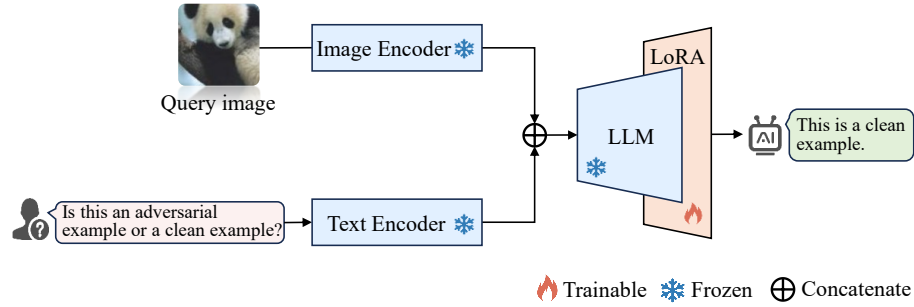 Image Encoder
LoRA
Query image
LLM
AI
This is a clean
example.
Is this an adversarial
example or a clean example?
?
Text Encoder
Trainable
Frozen
Concatenate